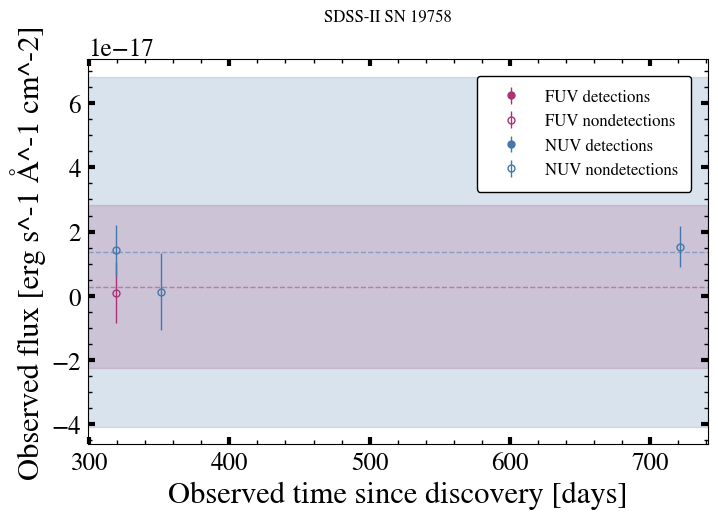 SDSS-II SN 19758
1e−17
Observed flux [erg s^-1 Å^-1 cm^-2]
6
4
2
0
−2
−4
FUV detections
FUV nondetections
NUV detections
NUV nondetections
300 400 500 600 700
Observed time since discovery [days]